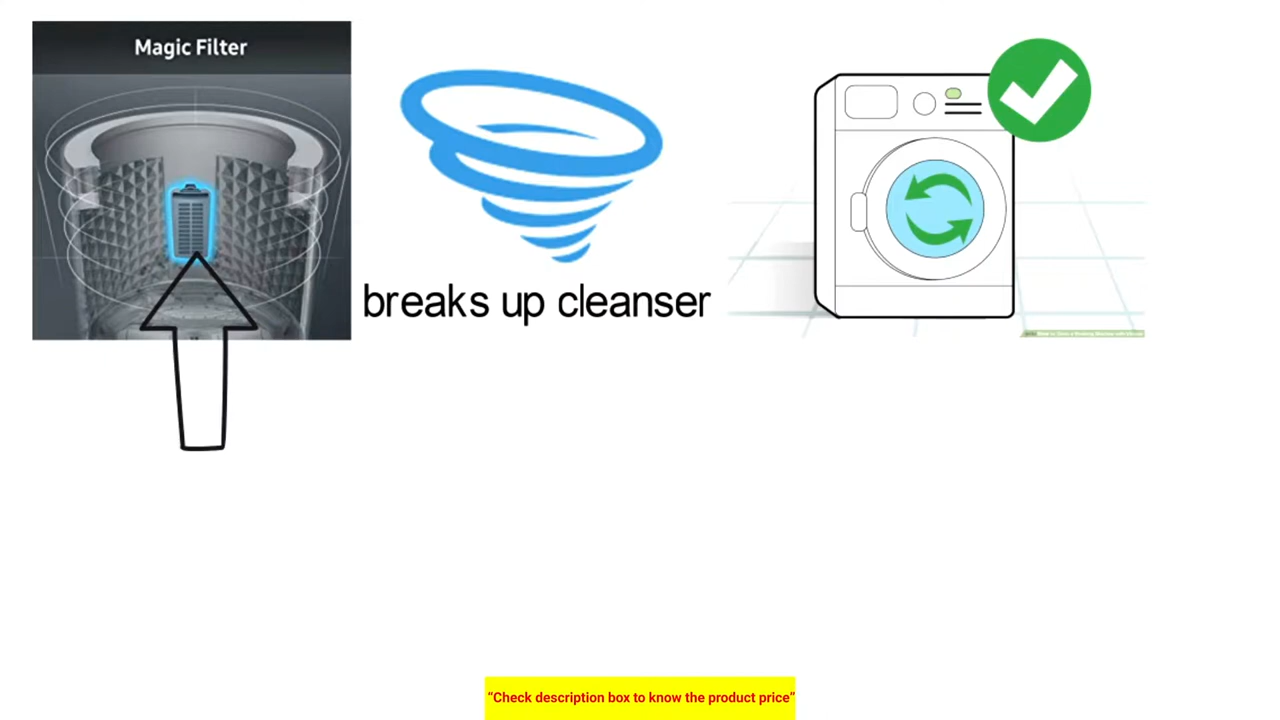 Magic Filter
breaks up cleanser
“Check description box to know the product price”